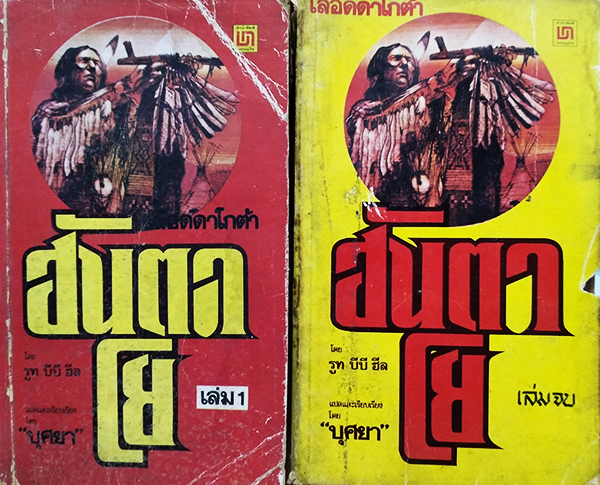 เลือดดาโกต้า
ฮันตา
โย
โดย
รูท บีบี ฮีล
เล่ม 1
แปลและเรียบเรียง
โดย
"บุศยา"
เลือดดาโกต้า
ฮันตา
โย
โดย
รูท บีบี ฮีล
เล่มจบ
แปลและเรียบเรียง
โดย
"บุศยา"